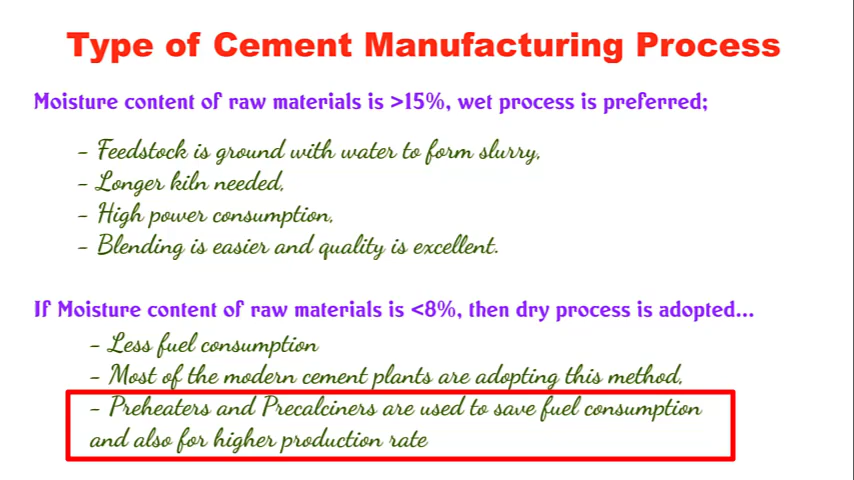 Type of Cement Manufacturing Process
Moisture content of raw materials is >15%, wet process is preferred;
- Feedstock is ground with water to form slurry,
- Longer kiln needed,
- High power consumption,
- Blending is easier and quality is excellent.
If Moisture content of raw materials is <8%, then dry process is adopted...
- Less fuel consumption
- Most of the modern cement plants are adopting this method,
- Preheaters and Precalciners are used to save fuel consumption
and also for higher production rate